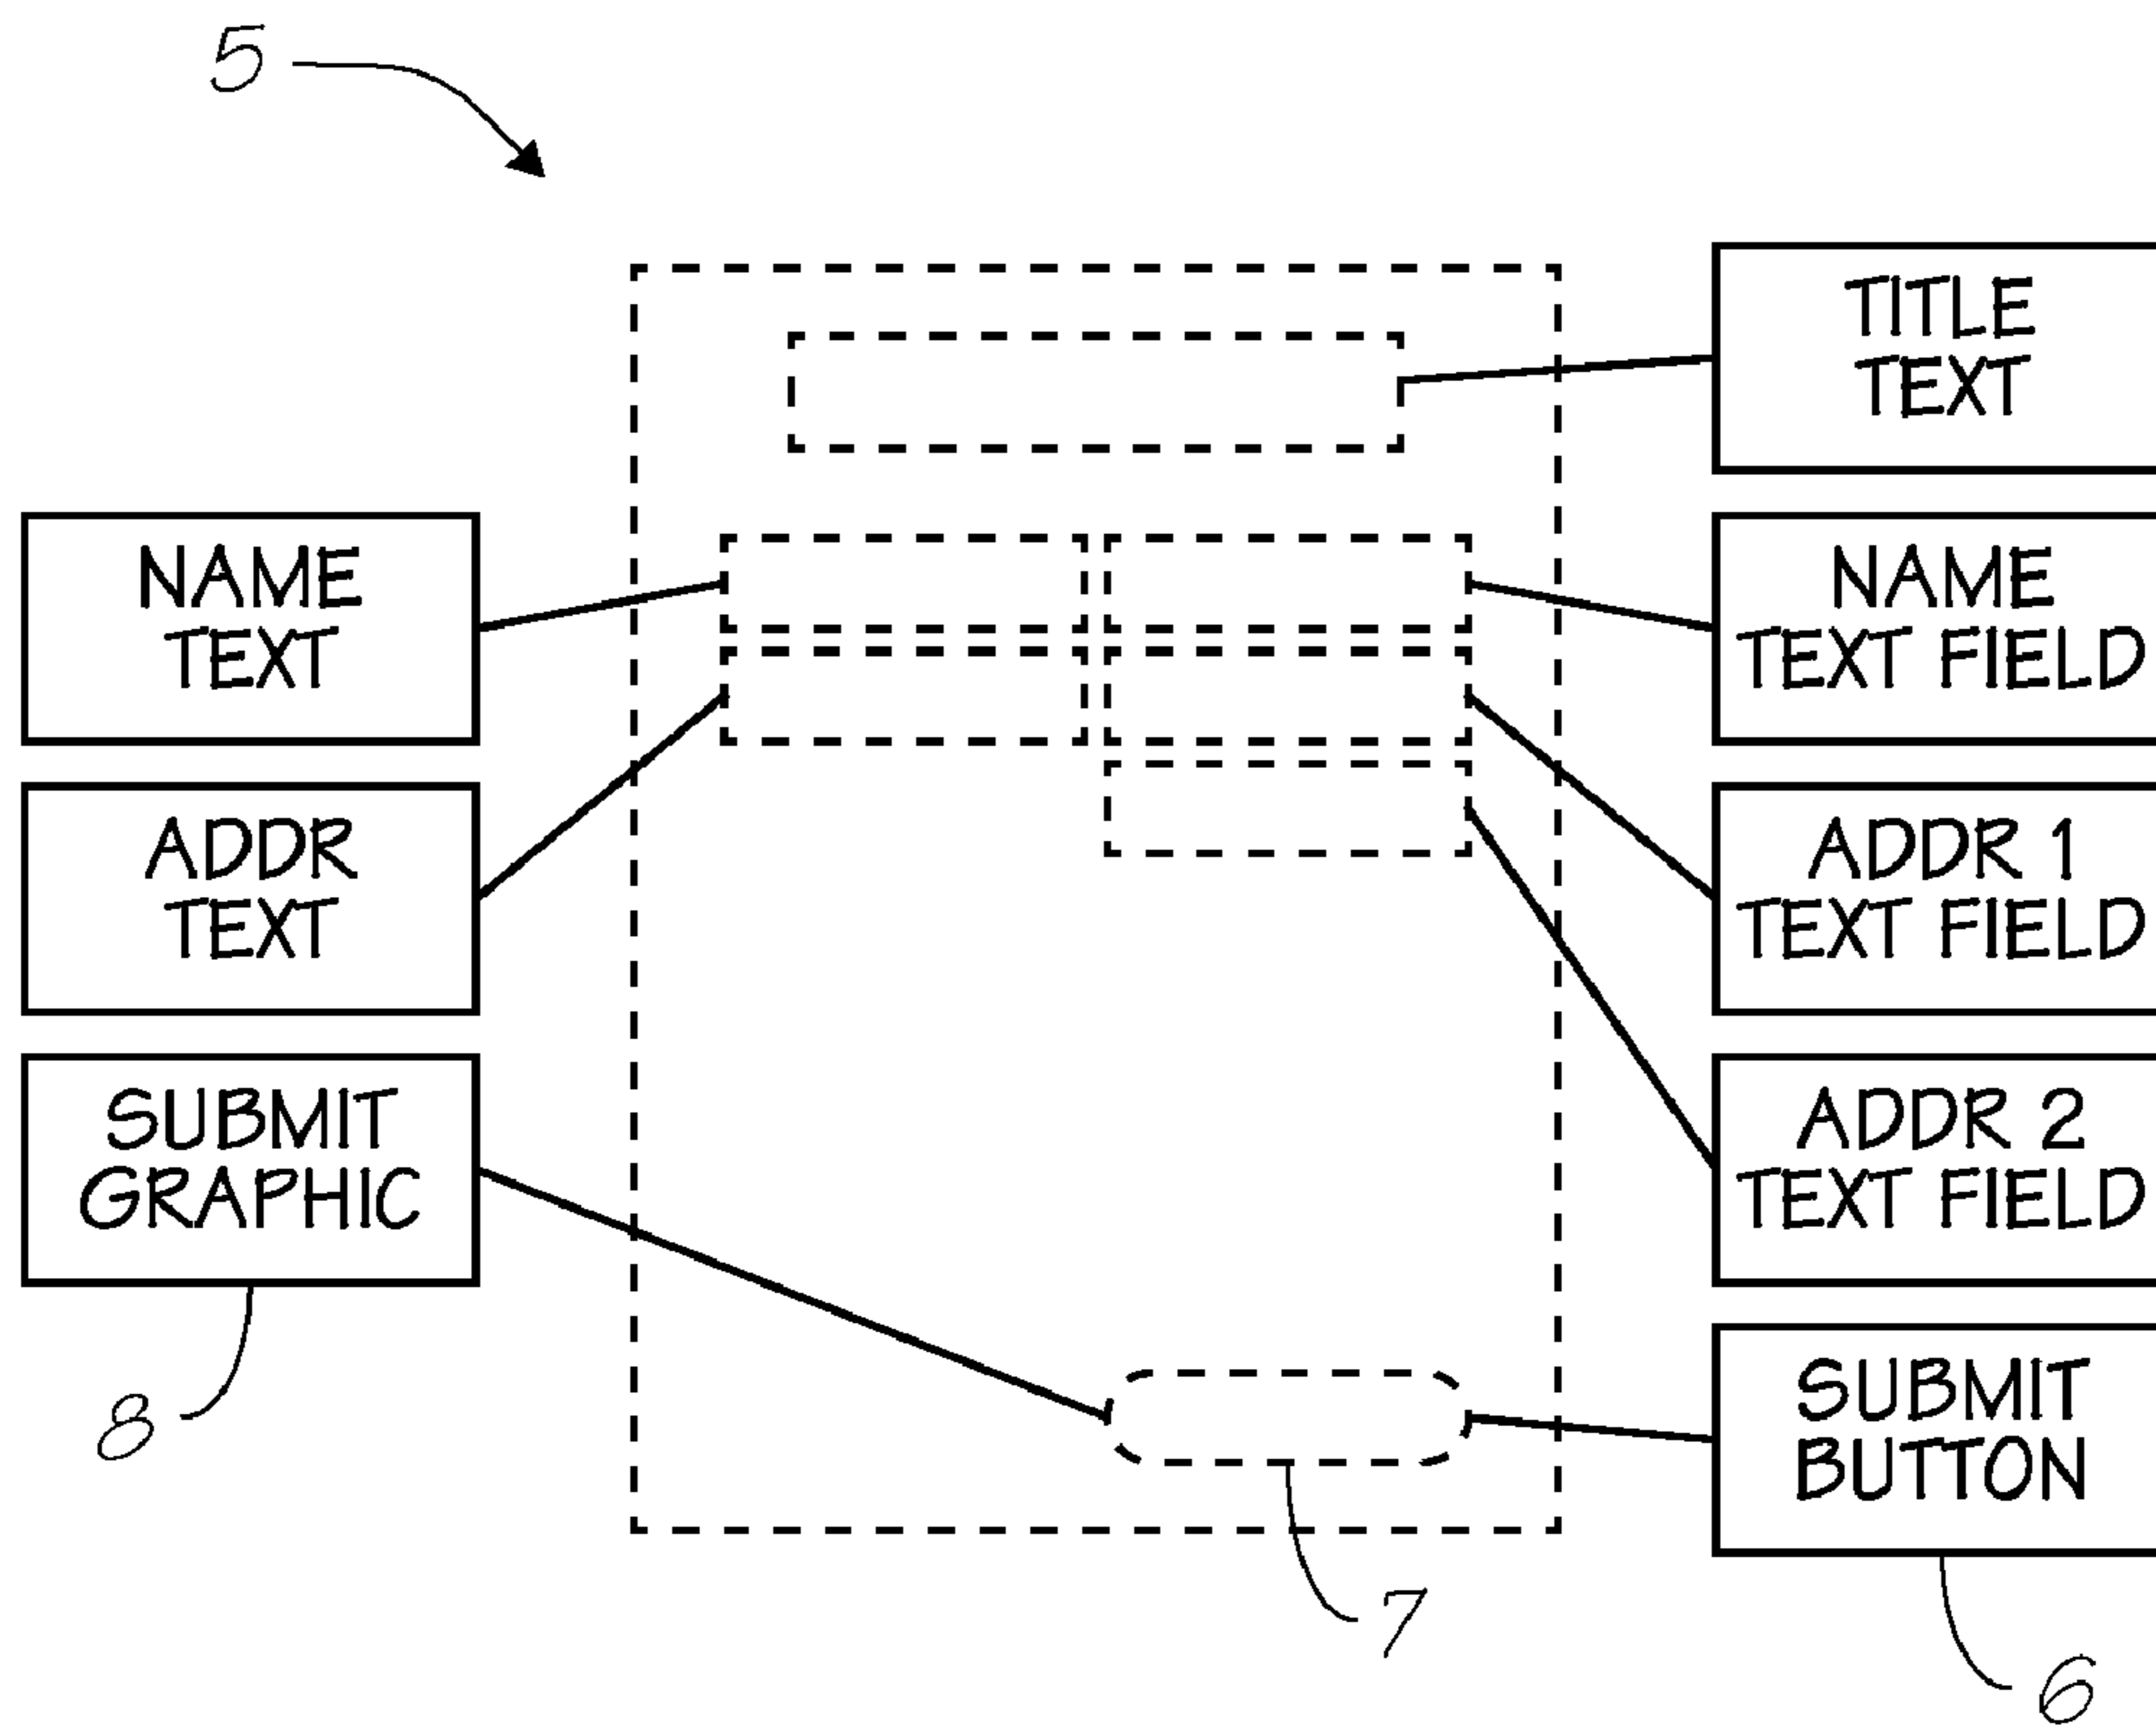 5
TITLE
TEXT
NAME
TEXT
NAME
TEXT FIELD
ADDR
TEXT
ADDR 1
TEXT FIELD
SUBMIT
GRAPHIC
ADDR 2
TEXT FIELD
SUBMIT
BUTTON
8
7
6